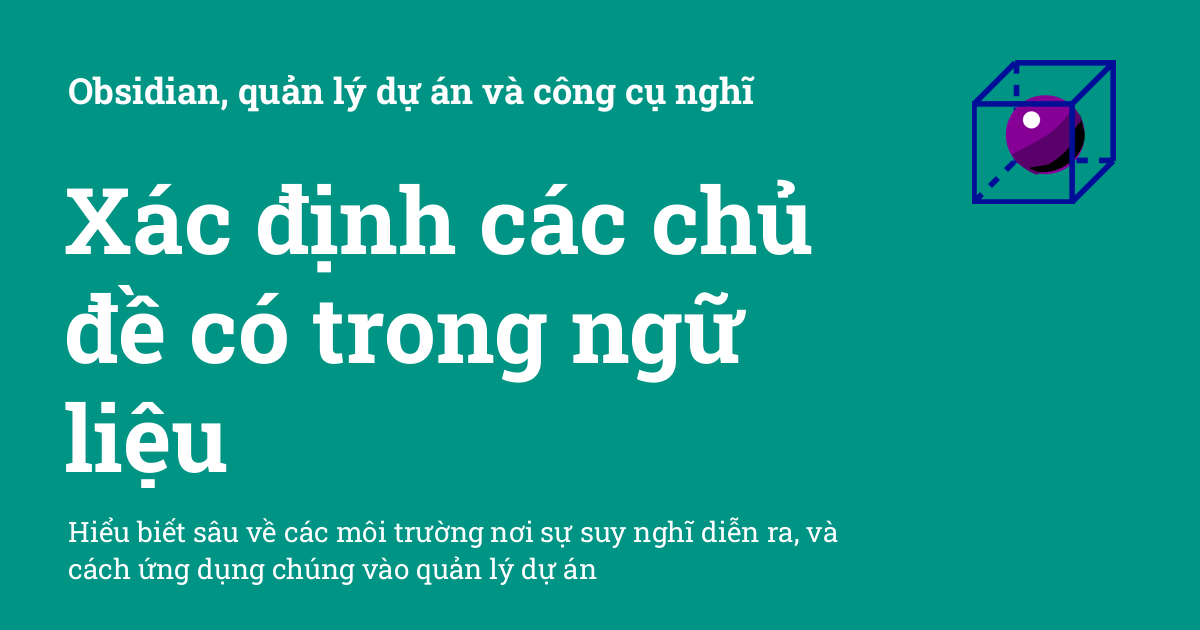 Obsidian, quản lý dự án và công cụ nghĩ
Xác định các chủ
đề có trong ngữ
liệu
Hiểu biết sâu về các môi trường nơi sự suy nghĩ diễn ra, và
cách ứng dụng chúng vào quản lý dự án